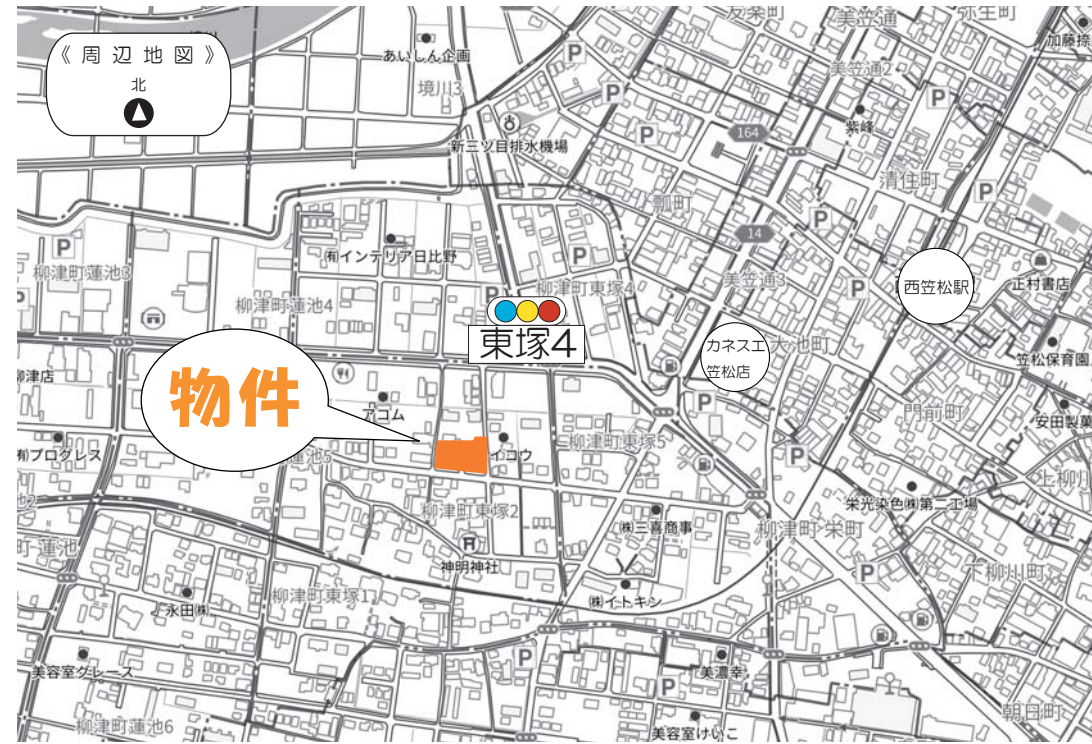 《周辺地図》
北
友楽町
美笠通
弥生町
加藤捺
あいしん企画
境川3
美笠通2
紫峰
164
新三ツ目排水機場
清住町
瓢町
14
㈲インテリア日比野
柳津町蓮池3
柳津町蓮池4
柳津町東塚4
美笠通3
西笠松駅
正村書店
東塚4
カネスエ
笠松店
大池町
笠松保育園
柳津店
物件
アコム
門前町
安田製菓
㈲プログレス
蓮池5
イコウ
柳津町東塚5
上柳川
柳津町東塚2
㈱三喜商事
栄光染色㈱第二工場
柳津町 栄町
町 蓮池
神明神社
下柳川町
永田㈱
柳津町東塚1
㈱イトキン
美容室グレース
美濃幸
柳津町蓮池6
美容室けいこ
朝日町
P